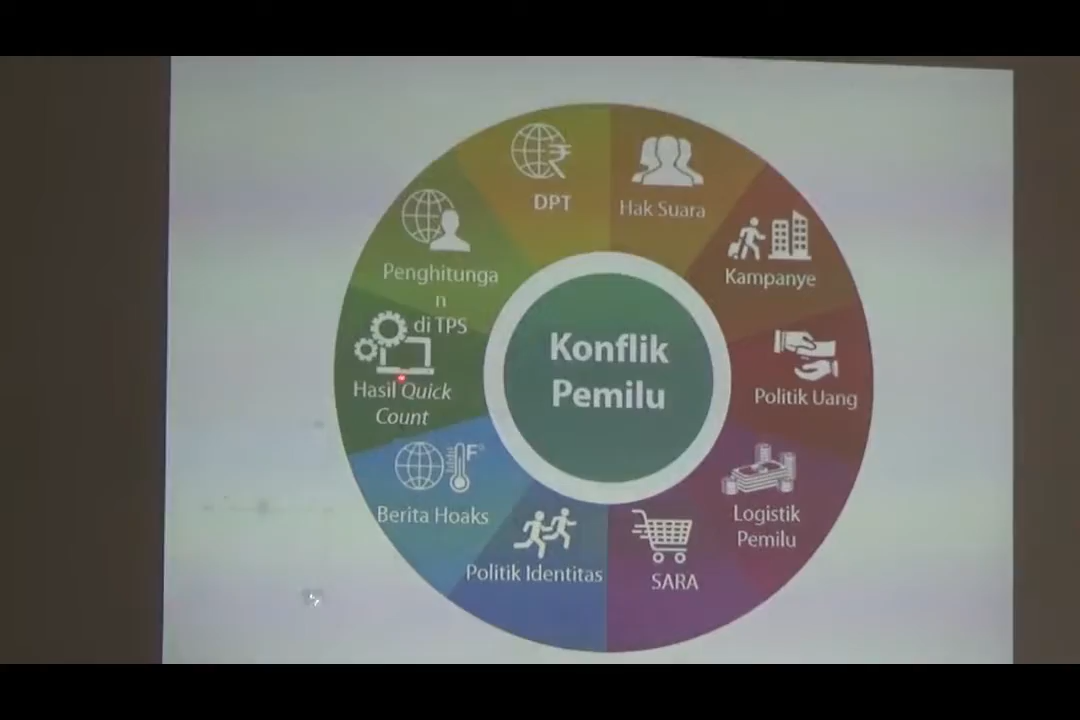 Konflik
Pemilu
DPT
Hak Suara
Kampanye
Politik Uang
Logistik
Pemilu
SARA
Politik Identitas
Berita Hoaks
Hasil Quick
Count
Penghitunga
n
di TPS